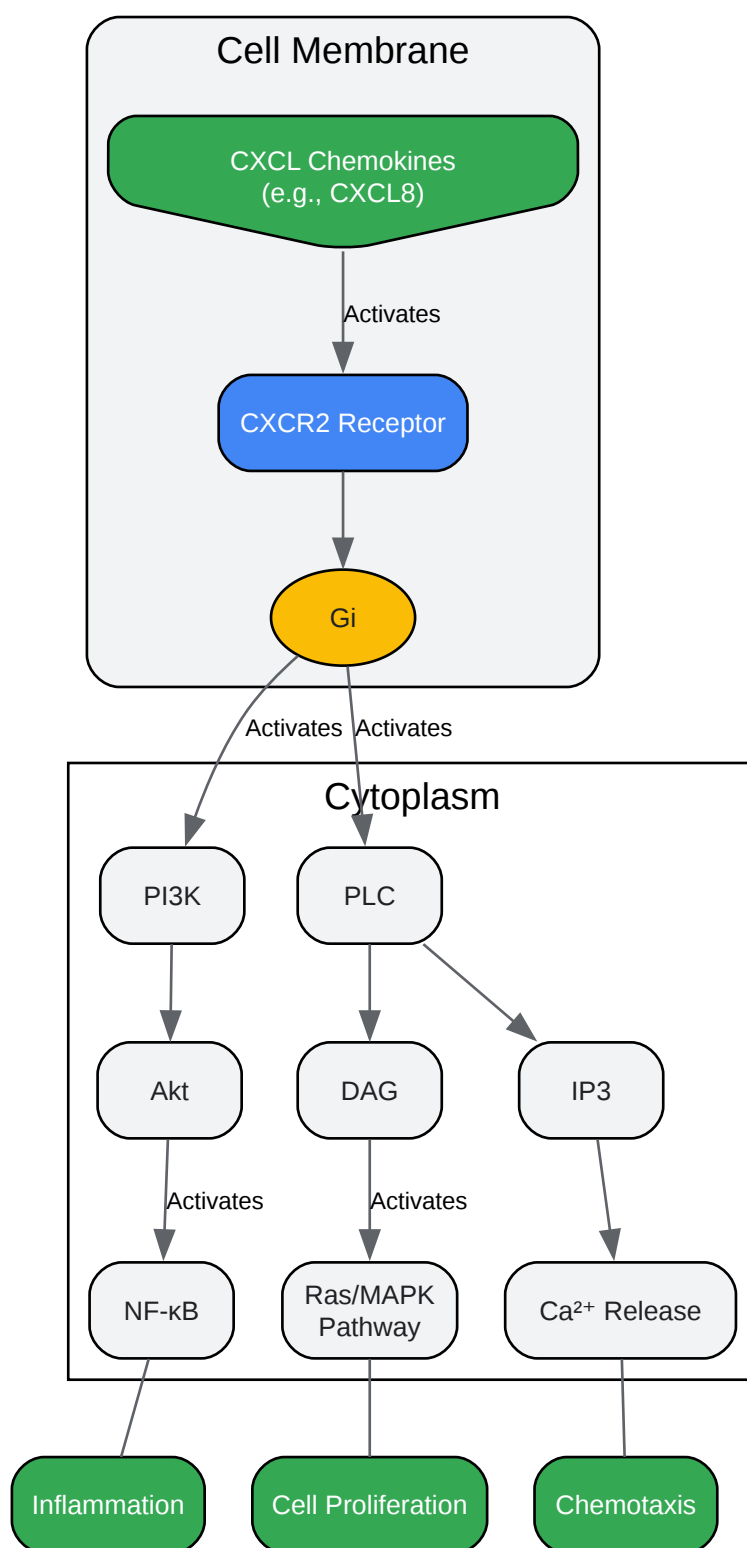 Cell Membrane
CXCL Chemokines
(e.g., CXCL8)
Activates
CXCR2 Receptor
Gi
Activates
Activates
Cytoplasm
PI3K
PLC
Akt
DAG
IP3
Activates
Activates
NF-κB
Ras/MAPK
Pathway
Ca²⁺ Release
Inflammation
Cell Proliferation
Chemotaxis